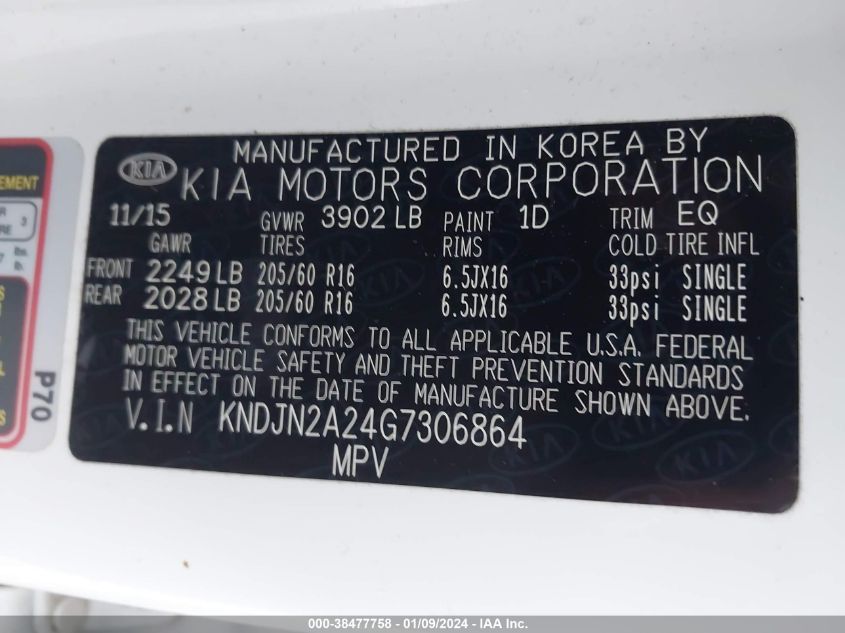 MANUFACTURED IN KOREA BY
KIA KIA MOTORS CORPORATION
11/15 GVWR 3902 LB PAINT 1D TRIM EQ
GAWR TIRES RIMS COLD TIRE INFL
FRONT 2249 LB 205/60 R16 6.5JX16 33psi SINGLE
REAR 2028 LB 205/60 R16 6.5JX16 33psi SINGLE
THIS VEHICLE CONFORMS TO ALL APPLICABLE U.S.A. FEDERAL
MOTOR VEHICLE SAFETY AND THEFT PREVENTION STANDARDS
IN EFFECT ON THE DATE OF MANUFACTURE SHOWN ABOVE.
V.I.N KNDJN2A24G7306864
MPV
P70
000-38477758 - 01/09/2024 - IAA Inc.